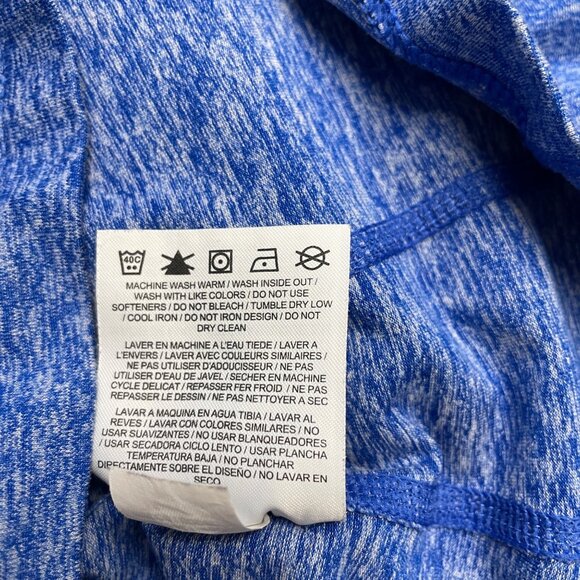 40C
MACHINE WASH WARM / WASH INSIDE OUT /
WASH WITH LIKE COLORS / DO NOT USE
SOFTENERS / DO NOT BLEACH / TUMBLE DRY LOW
/ COOL IRON / DO NOT IRON DESIGN / DO NOT
DRY CLEAN
LAVER EN MACHINE A L'EAU TIEDE / LAVER A
L'ENVERS / LAVER AVEC COULEURS SIMILAIRES /
NE PAS UTILISER D'ADOUCISSEUR / NE PAS
UTILISER D'EAU DE JAVEL / SECHER EN MACHINE
CYCLE DELICAT / REPASSER FER FROID / NE PAS
REPASSER LE DESSIN / NE PAS NETTOYER A SEC
LAVAR A MAQUINA EN AGUA TIBIA / LAVAR AL
REVES / LAVAR CON COLORES SIMILARES / NO
USAR SUAVIZANTES / NO USAR BLANQUEADORES
/ USAR SECADORA CICLO LENTO / USAR PLANCHA
TEMPERATURA BAJA / NO PLANCHAR
DIRECTAMENTE SOBRE EL DISEÑO / NO LAVAR EN
SECO